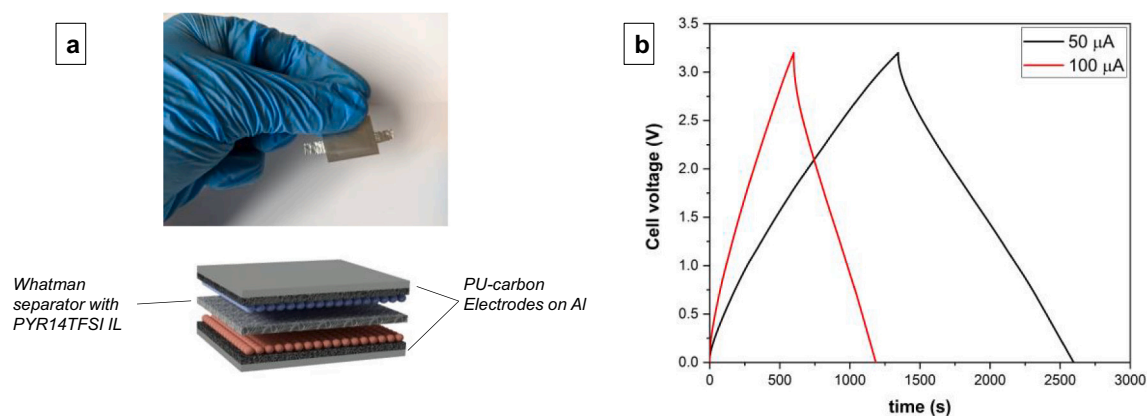 a
Whatman
separator with
PYR14TFSI IL
PU-carbon
Electrodes on Al
b
3.5
3.0
2.5
2.0
1.5
1.0
0.5
0.0
Cell voltage (V)
50 μA
100 μA
0 500 1000 1500 2000 2500 3000
time (s)